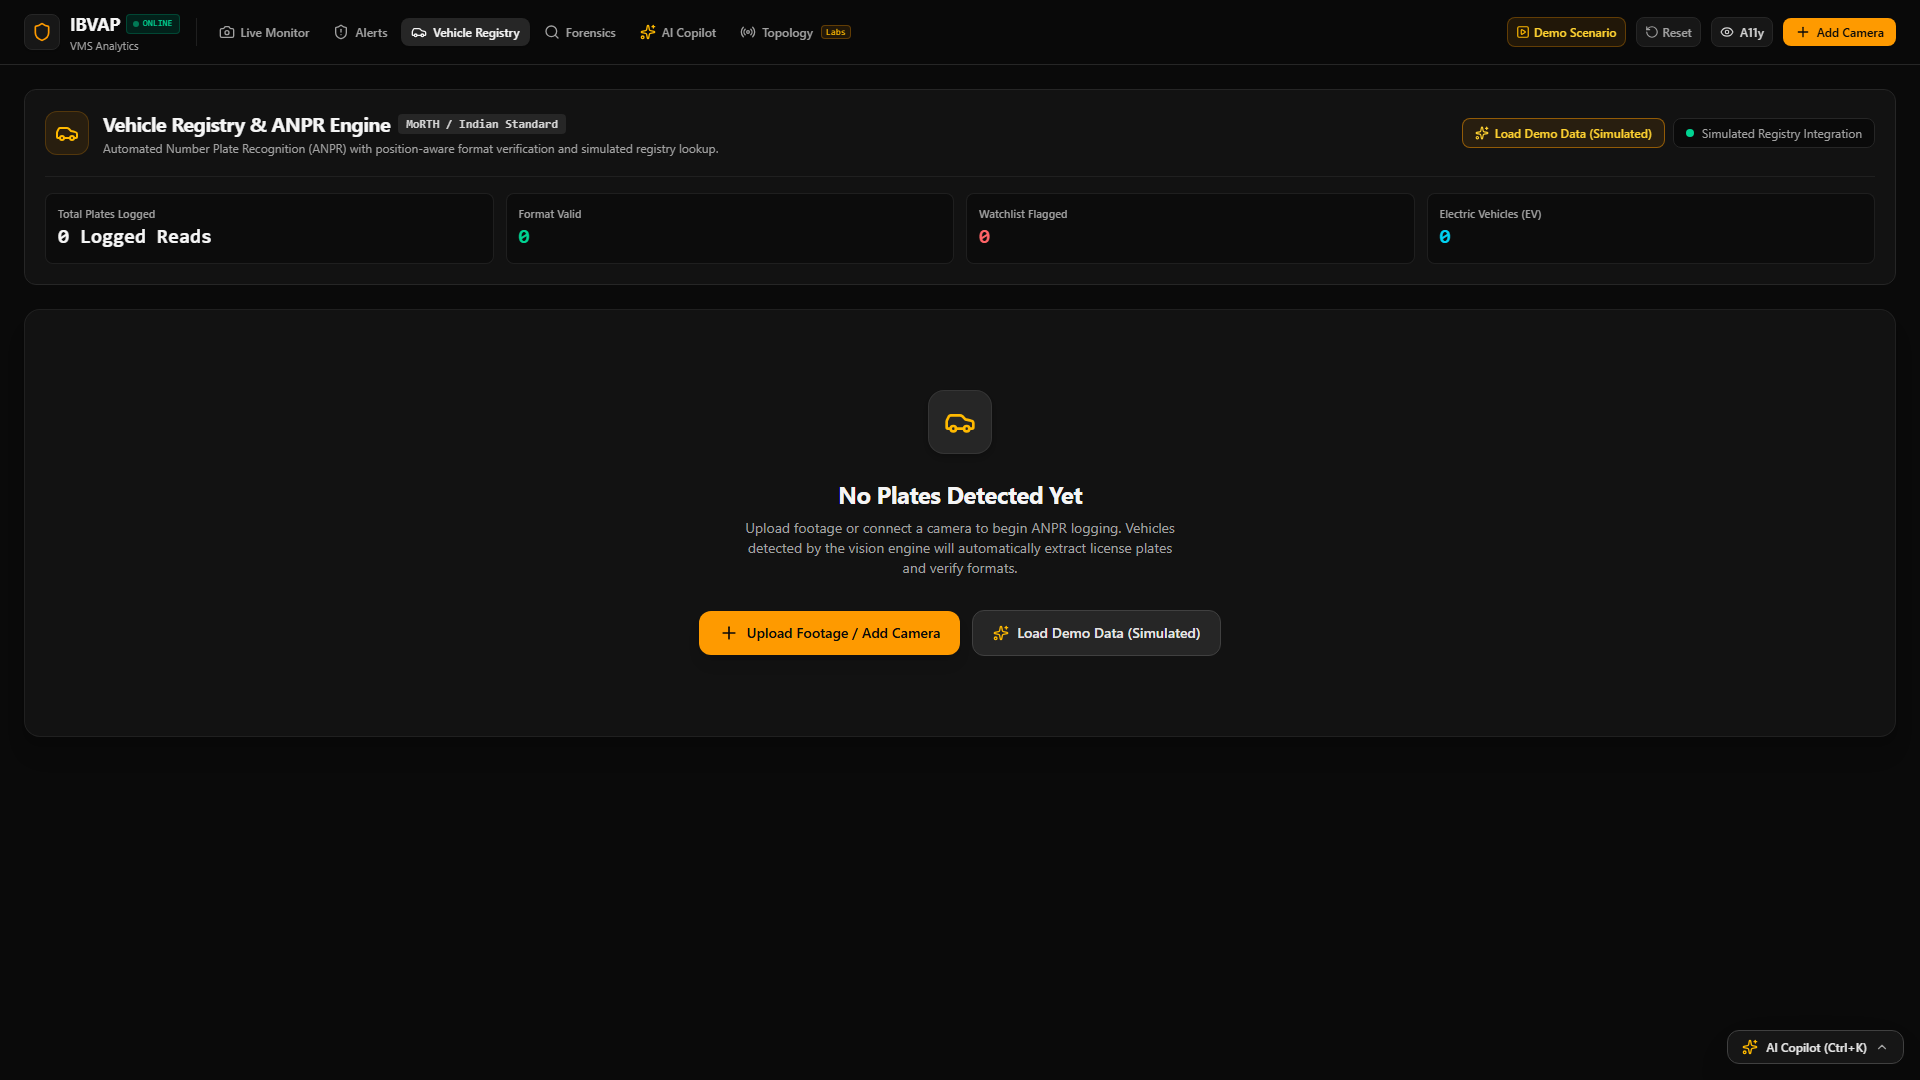 IBVAP ONLINE
VMS Analytics
Live Monitor
Alerts
Vehicle Registry
Forensics
AI Copilot
Topology Labs
Demo Scenario
Reset
A11y
Add Camera
Vehicle Registry & ANPR Engine MoRTH / Indian Standard
Automated Number Plate Recognition (ANPR) with position-aware format verification and simulated registry lookup.
Load Demo Data (Simulated)
Simulated Registry Integration
Total Plates Logged
0 Logged Reads
Format Valid
0
Watchlist Flagged
0
Electric Vehicles (EV)
0
No Plates Detected Yet
Upload footage or connect a camera to begin ANPR logging. Vehicles
detected by the vision engine will automatically extract license plates
and verify formats.
Upload Footage / Add Camera
Load Demo Data (Simulated)
AI Copilot (Ctrl+K)